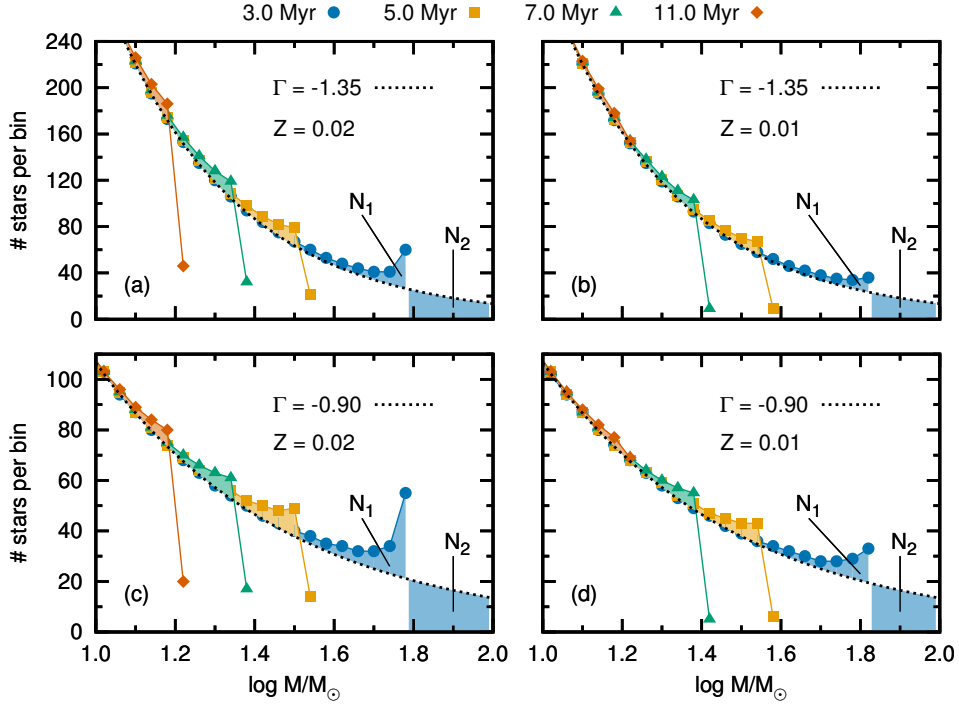 3.0 Myr 5.0 Myr 7.0 Myr 11.0 Myr
240
200
160
120
80
40
0
# stars per bin
Γ = -1.35
Z = 0.02
N1
N2
(a)
Γ = -1.35
Z = 0.01
N1
N2
(b)
100
80
60
40
20
0
# stars per bin
Γ = -0.90
Z = 0.02
N1
N2
(c)
Γ = -0.90
Z = 0.01
N1
N2
(d)
1.0 1.2 1.4 1.6 1.8 2.0
1.0 1.2 1.4 1.6 1.8 2.0
log M/M☉
log M/M☉